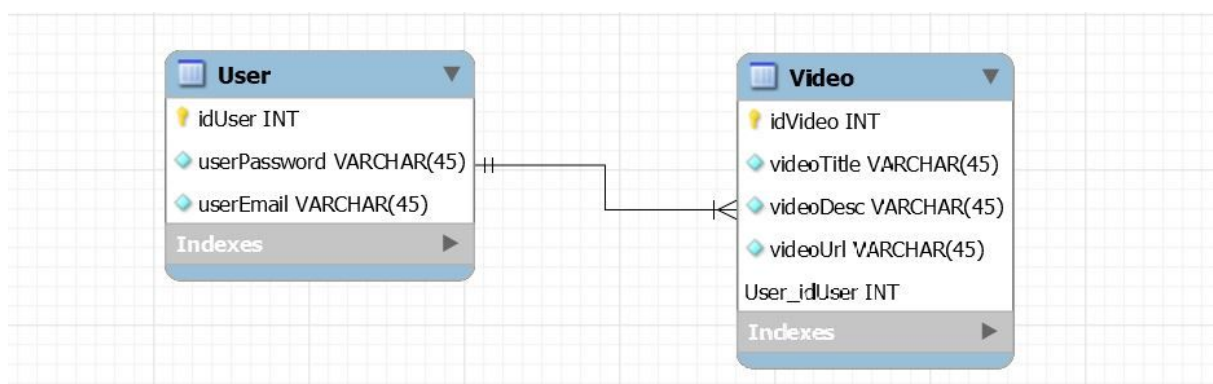 User
idUser INT
userPassword VARCHAR(45)
userEmail VARCHAR(45)
Indexes
Video
idVideo INT
videoTitle VARCHAR(45)
videoDesc VARCHAR(45)
videoUrl VARCHAR(45)
User_idUser INT
Indexes